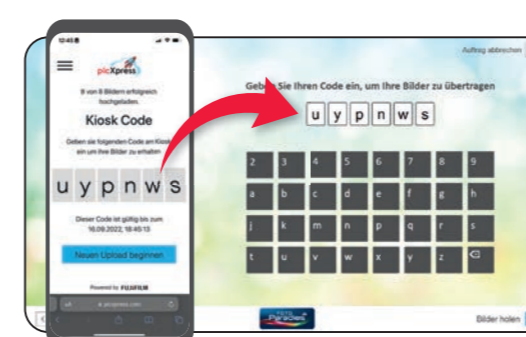 12:45
picXpress
8 von 8 Bildern erfolgreich
hochgeladen.
Kiosk Code
Geben sie folgenden Code am Kiosk
ein um ihre Bilder zu erhalten
u y p n w s
Dieser Code ist gültig bis zum
16.09.2022, 18:45:13
Neuen Upload beginnen
Powered by FUJIFILM
picxpress.com
Auftrag abbrechen
Geben Sie Ihren Code ein, um Ihre Bilder zu übertragen
u y p n w s
2 3 4 5 6 7 8 9
a b c d e f g h
j k m n p q r s
t u v w x y z
Paradies
Bilder holen